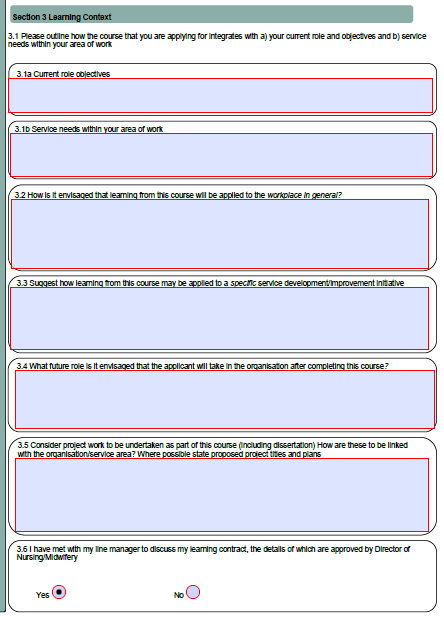 Section 3 Learning Context
3.1 Please outline how the course that you are applying for integrates with a) your current role and objectives and b) service
needs within your area of work
3.1a Current role objectives
3.1b Service needs within your area of work
3.2 How is it envisaged that learning from this course will be applied to the workplace in general?
3.3 Suggest how learning from this course may be applied to a specific service development/improvement initiative
3.4 What future role is it envisaged that the applicant will take in the organisation after completing this course?
3.5 Consider project work to be undertaken as part of this course (including dissertation) How are these to be linked
with the organisation/service area? Where possible state proposed project titles and plans
3.6 I have met with my line manager to discuss my learning contract, the details of which are approved by Director of
Nursing/Midwifery
Yes No